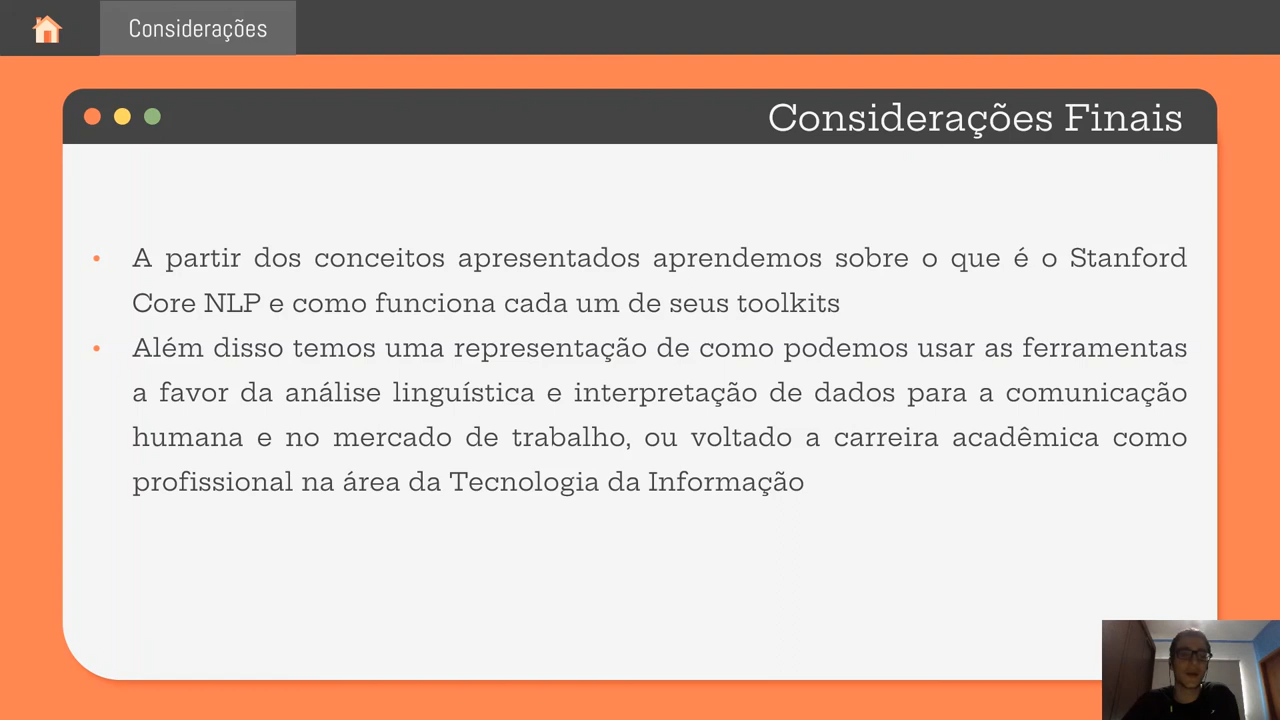 Considerações
Considerações Finais
• A partir dos conceitos apresentados aprendemos sobre o que é o Stanford
Core NLP e como funciona cada um de seus toolkits
• Além disso temos uma representação de como podemos usar as ferramentas
a favor da análise linguística e interpretação de dados para a comunicação
humana e no mercado de trabalho, ou voltado a carreira acadêmica como
profissional na área da Tecnologia da Informação